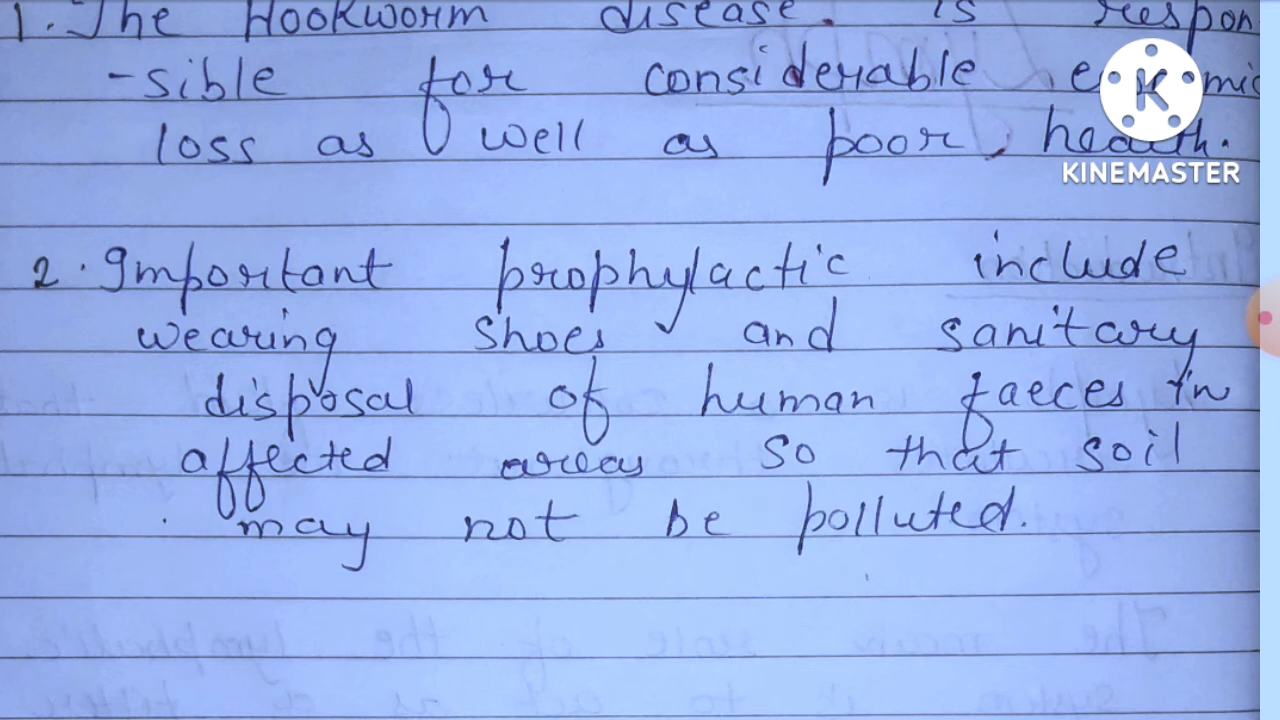 1. The Hookworm disease. is respon
-sible for considerable
loss as well as poor, health.
KINEMASTER
2. Important prophylactic include
wearing shoes and sanitary
disposal of human faeces in
affected areas so that soil
may not be polluted.